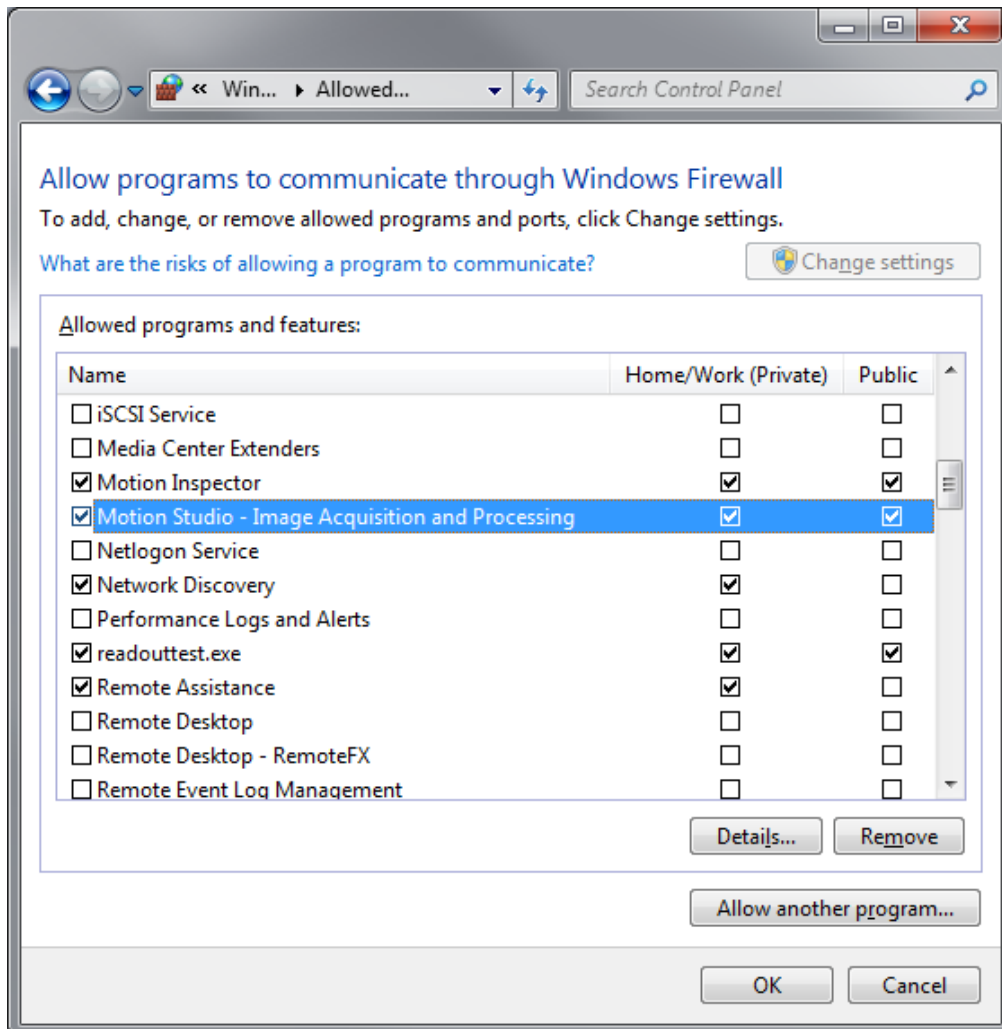 « Win... ▸ Allowed...
Search Control Panel
Allow programs to communicate through Windows Firewall
To add, change, or remove allowed programs and ports, click Change settings.
What are the risks of allowing a program to communicate?
Change settings
Allowed programs and features:
Name Home/Work (Private) Public
iSCSI Service
Media Center Extenders
Motion Inspector
Motion Studio - Image Acquisition and Processing
Netlogon Service
Network Discovery
Performance Logs and Alerts
readouttest.exe
Remote Assistance
Remote Desktop
Remote Desktop - RemoteFX
Remote Event Log Management
Details... Remove
Allow another program...
OK Cancel